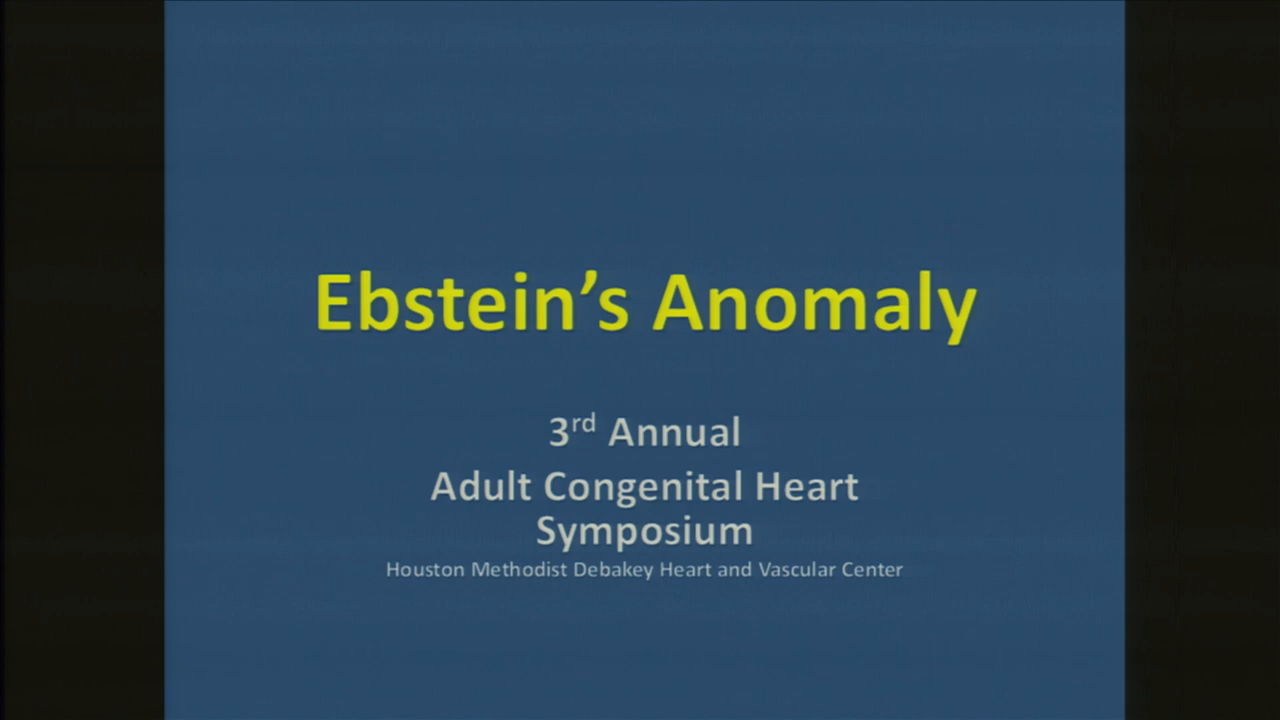 Ebstein’s Anomaly
3rd Annual
Adult Congenital Heart
Symposium
Houston Methodist Debakey Heart and Vascular Center